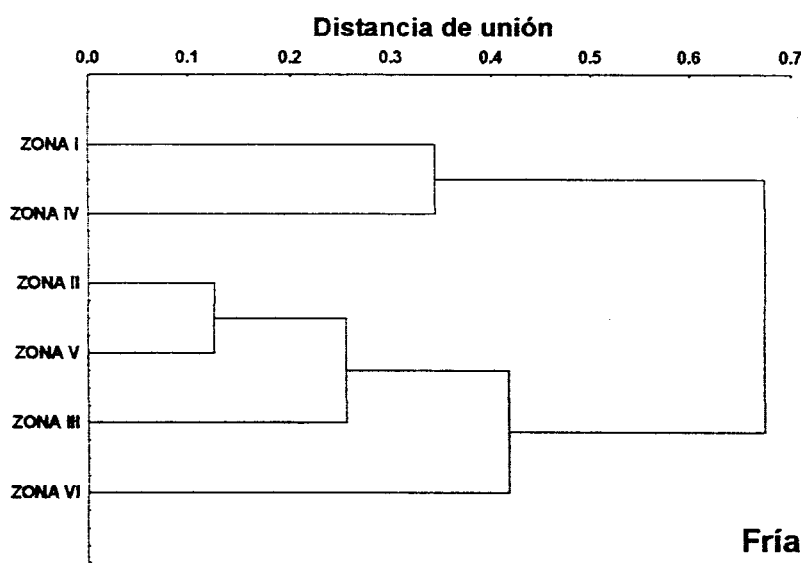 Distancia de unión
0.0 0.1 0.2 0.3 0.4 0.5 0.6 0.7
ZONA I
ZONA IV
ZONA II
ZONA V
ZONA III
ZONA VI
Fría